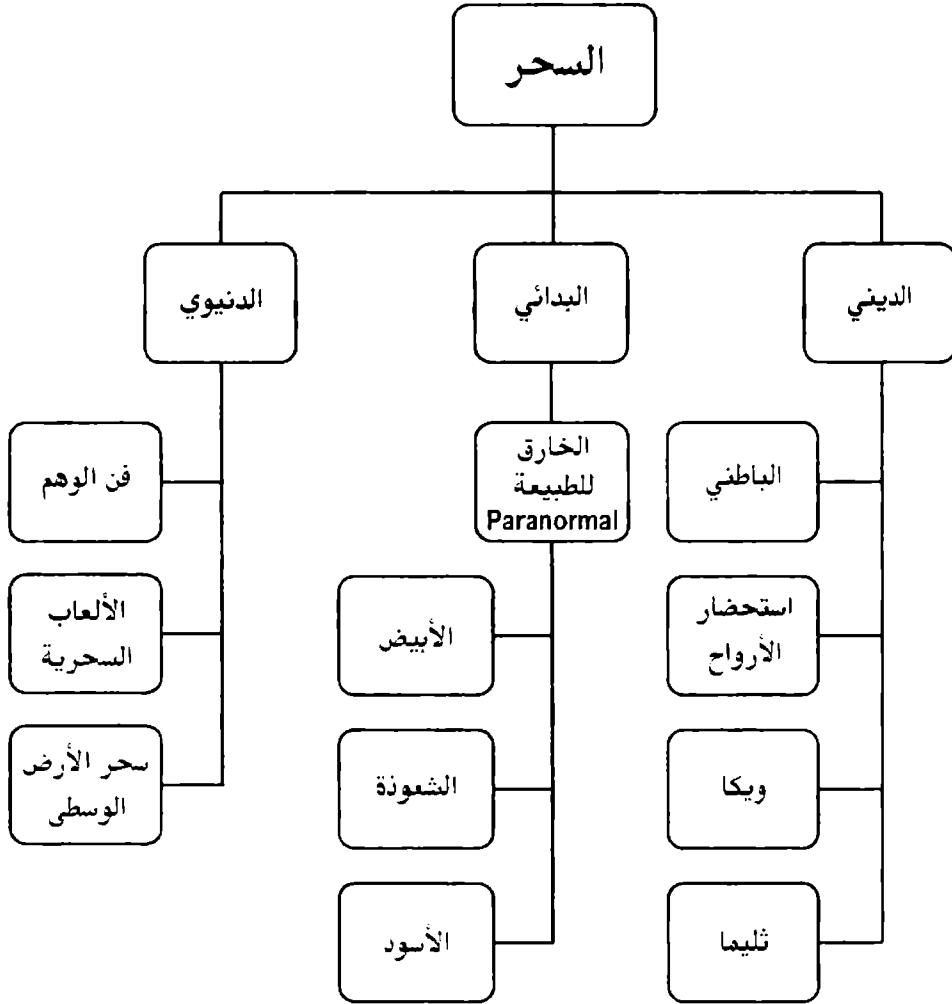 السحر
الديني
البدائي
الدنيوي
الباطني
استحضار
الأرواح
ويكا
ثليما
الخارق
للطبيعة
Paranormal
الأبيض
الشعوذة
الأسود
فن الوهم
الألعاب
السحرية
سحر الأرض
الوسطى